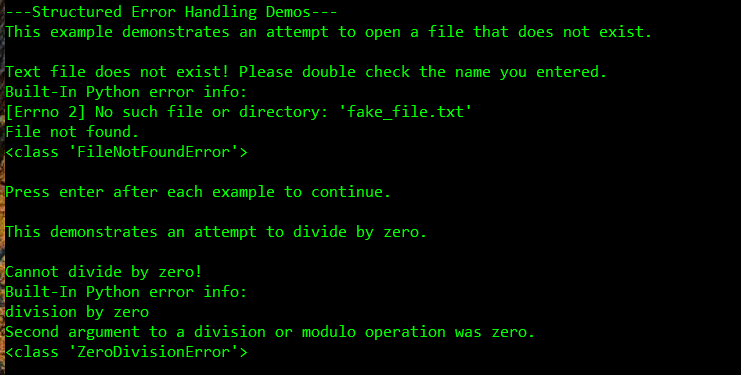 ---Structured Error Handling Demos---
This example demonstrates an attempt to open a file that does not exist.
Text file does not exist! Please double check the name you entered.
Built-In Python error info:
[Errno 2] No such file or directory: 'fake_file.txt'
File not found.
<class 'FileNotFoundError'>
Press enter after each example to continue.
This demonstrates an attempt to divide by zero.
Cannot divide by zero!
Built-In Python error info:
division by zero
Second argument to a division or modulo operation was zero.
<class 'ZeroDivisionError'>